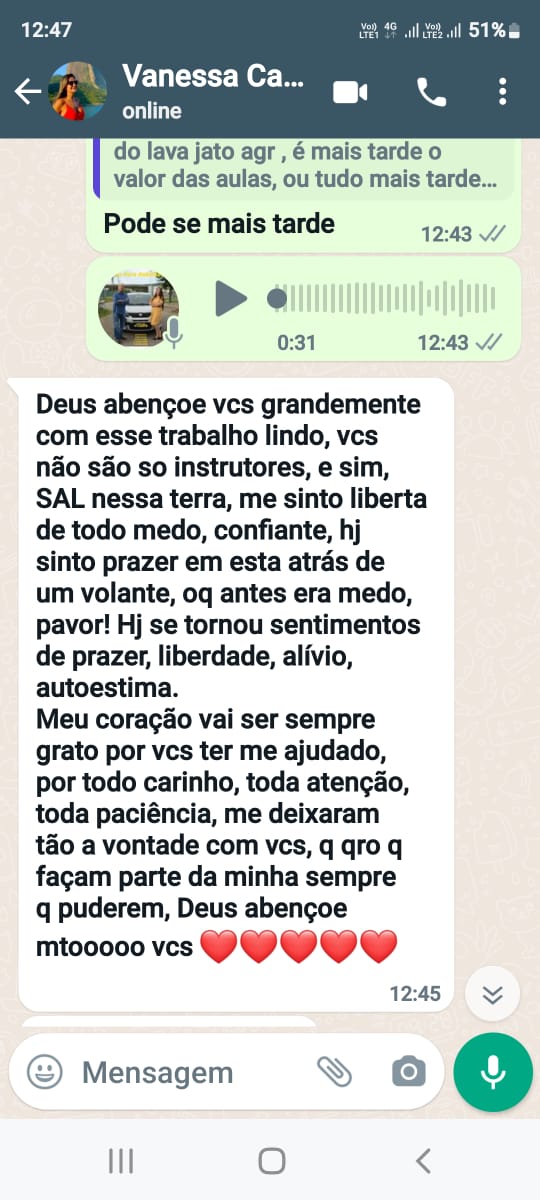 12:47
Vo) LTE1 4G Vo) LTE2 51%
Vanessa Ca...
online
do lava jato agr , é mais tarde o
valor das aulas, ou tudo mais tarde...
Pode se mais tarde
12:43
0:31
12:43
Deus abençoe vcs grandemente
com esse trabalho lindo, vcs
não são so instrutores, e sim,
SAL nessa terra, me sinto liberta
de todo medo, confiante, hj
sinto prazer em esta atrás de
um volante, oq antes era medo,
pavor! Hj se tornou sentimentos
de prazer, liberdade, alívio,
autoestima.
Meu coração vai ser sempre
grato por vcs ter me ajudado,
por todo carinho, toda atenção,
toda paciência, me deixaram
tão a vontade com vcs, q qro q
façam parte da minha sempre
q puderem, Deus abençoe
mtooooo vcs ❤️❤️❤️❤️❤️
12:45
Mensagem